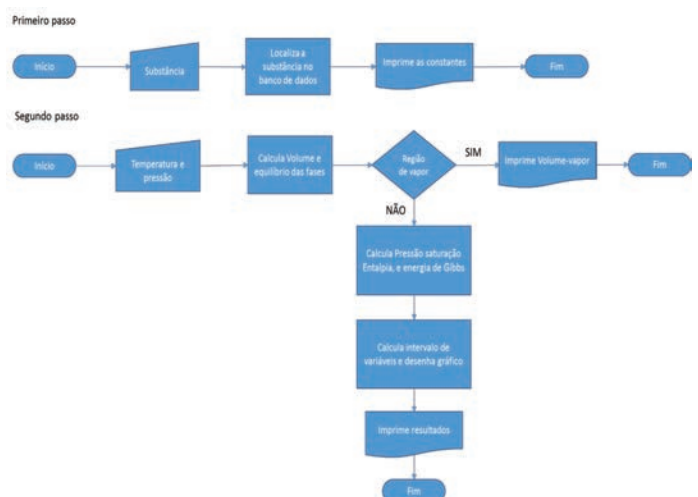 Primeiro passo
Início
Substância
Localiza a
substância no
banco de dados
Imprime as constantes
Fim
Segundo passo
Início
Temperatura e
pressão
Calcula Volume e
equilíbrio das fases
Região
de vapor
SIM
Imprime Volume-vapor
Fim
NÃO
Calcula Pressão saturação
Entalpia, e energia de Gibbs
Calcula intervalo de
variáveis e desenha gráfico
Imprime resultados
Fim